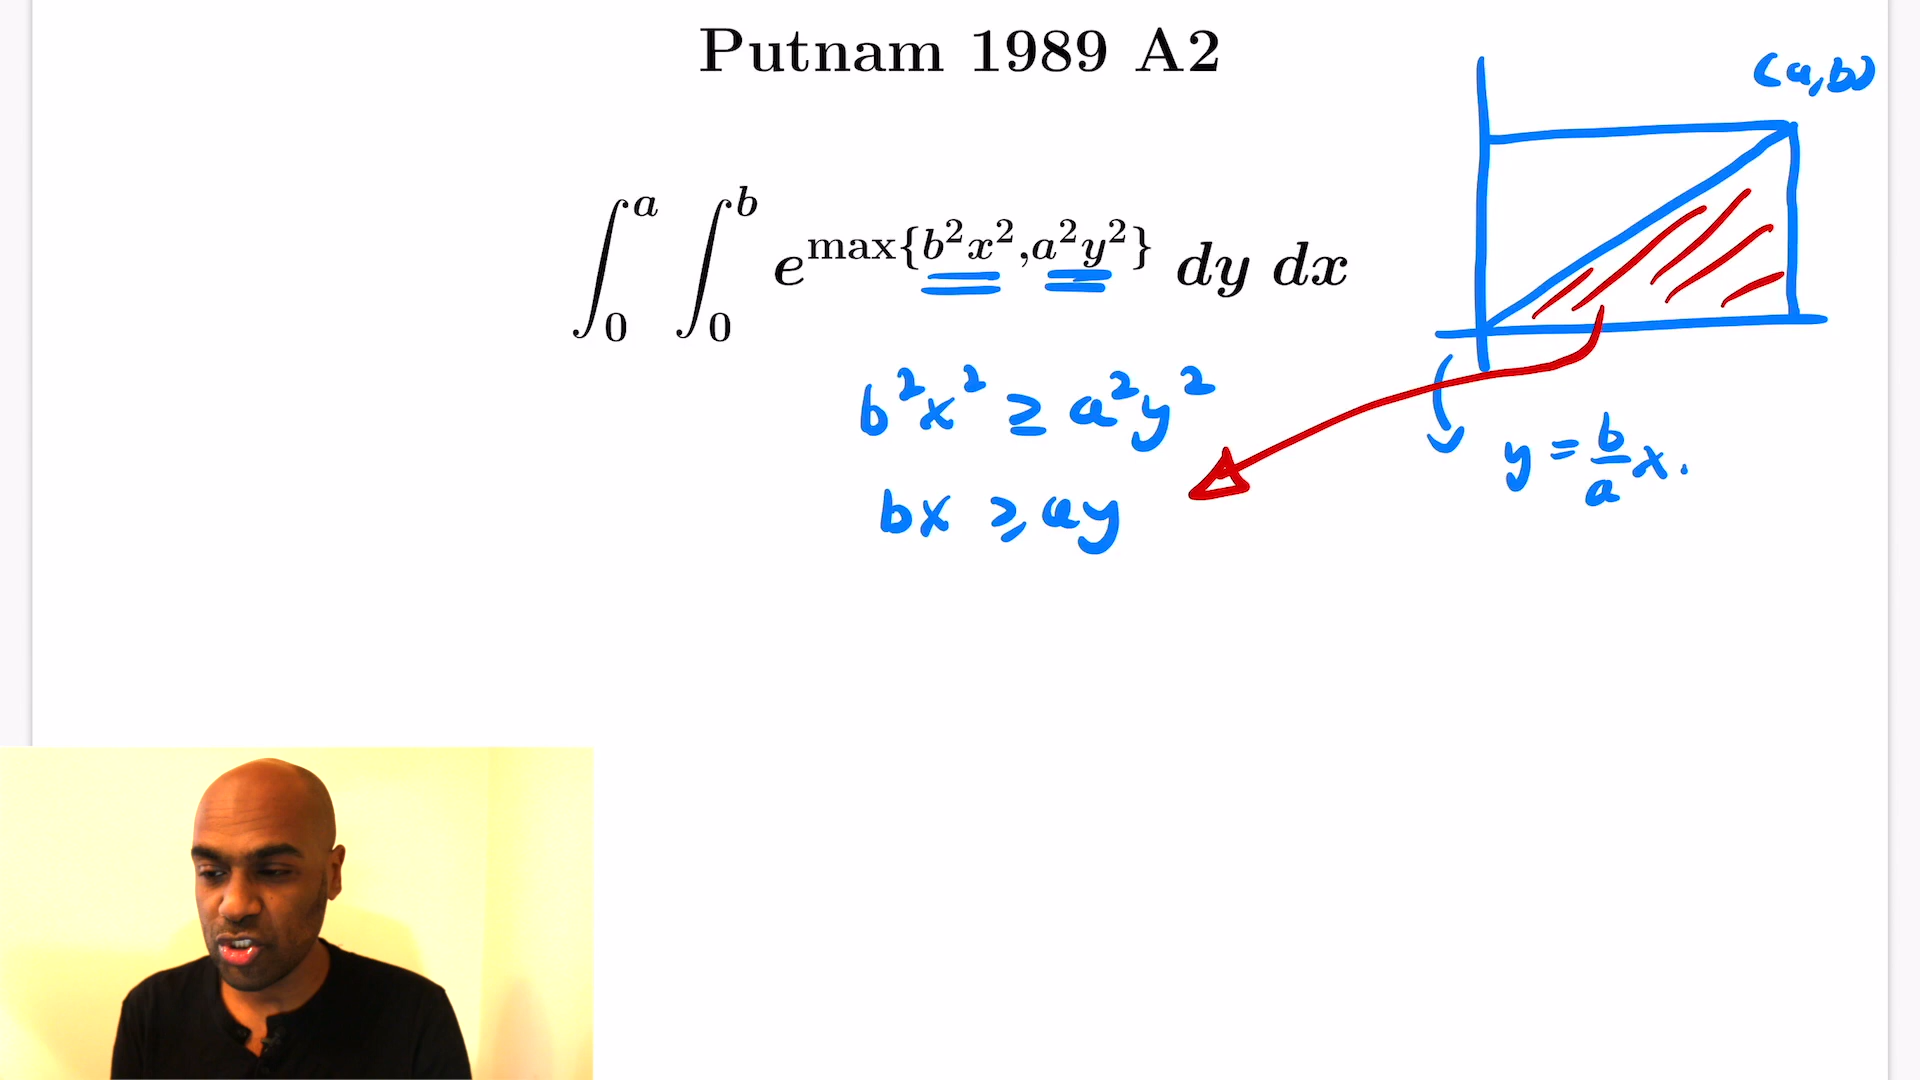 Putnam 1989 A2
(a,b)
∫₀ᵃ ∫₀ᵇ e^{max{b²x²,a²y²}} dy dx
b²x² ≥ a²y²
y = b/a x.
bx ≥ ay